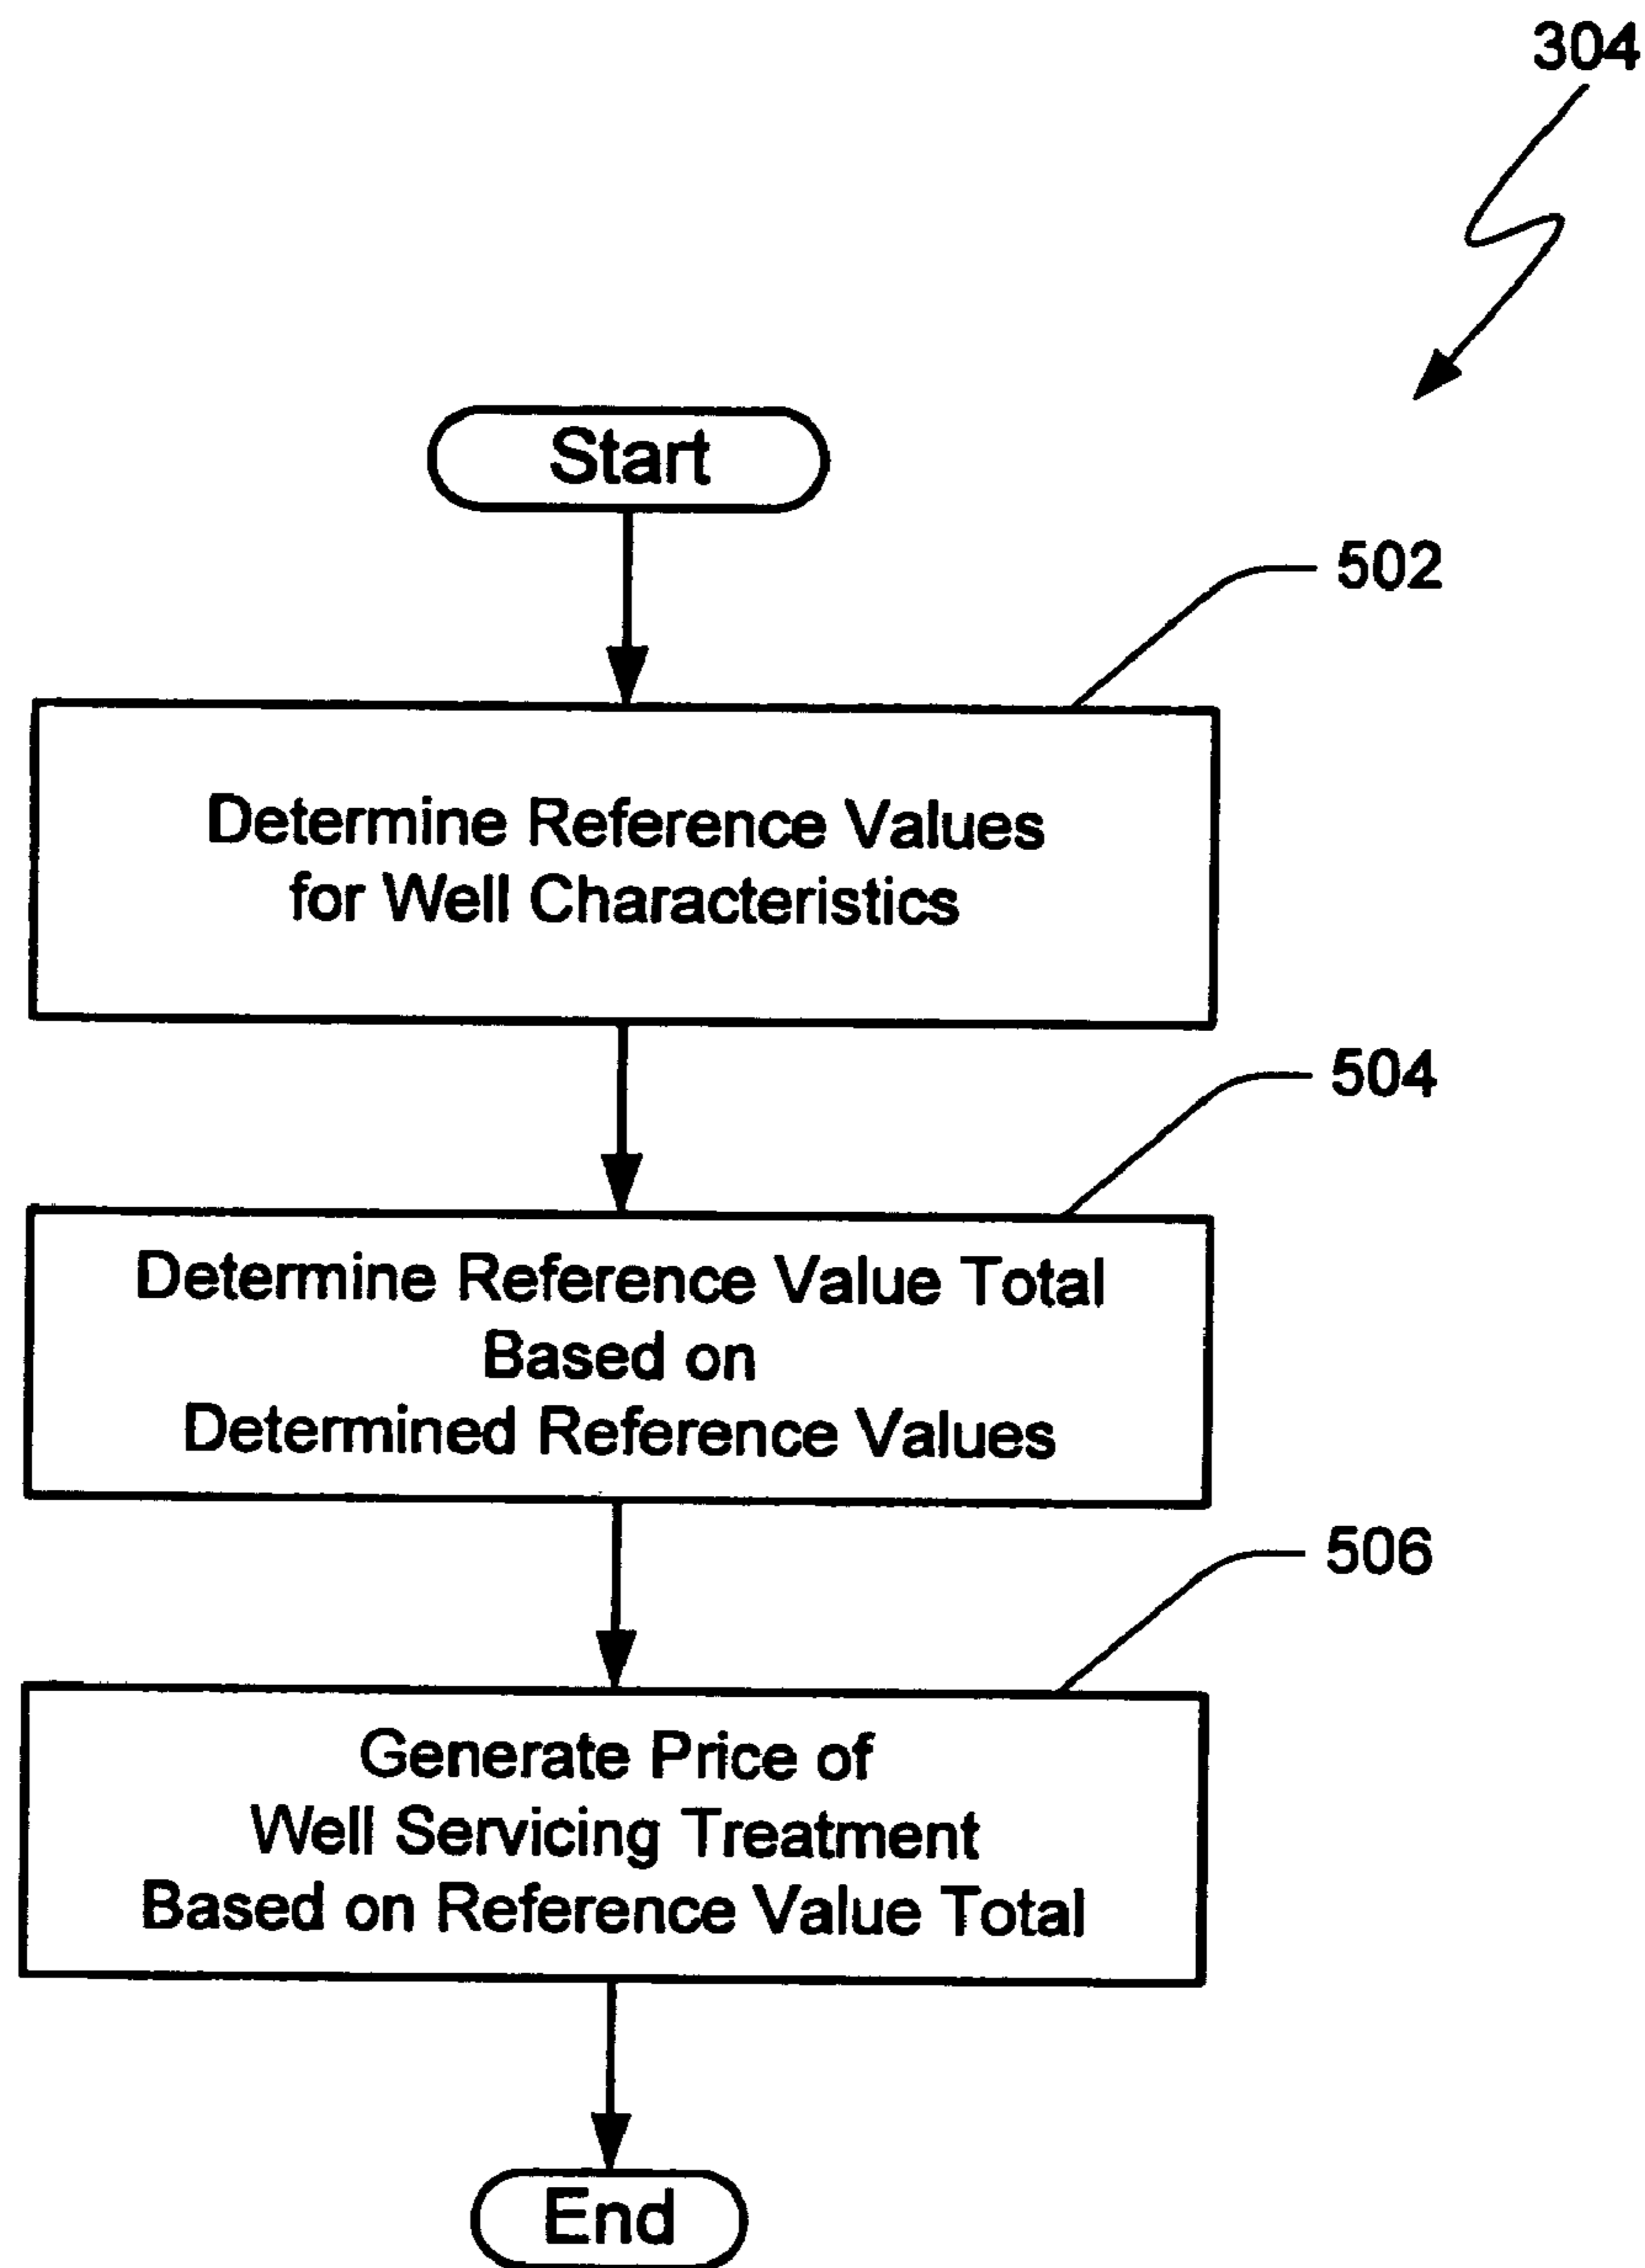 304
Start
502
Determine Reference Values
for Well Characteristics
504
Determine Reference Value Total
Based on
Determined Reference Values
506
Generate Price of
Well Servicing Treatment
Based on Reference Value Total
End